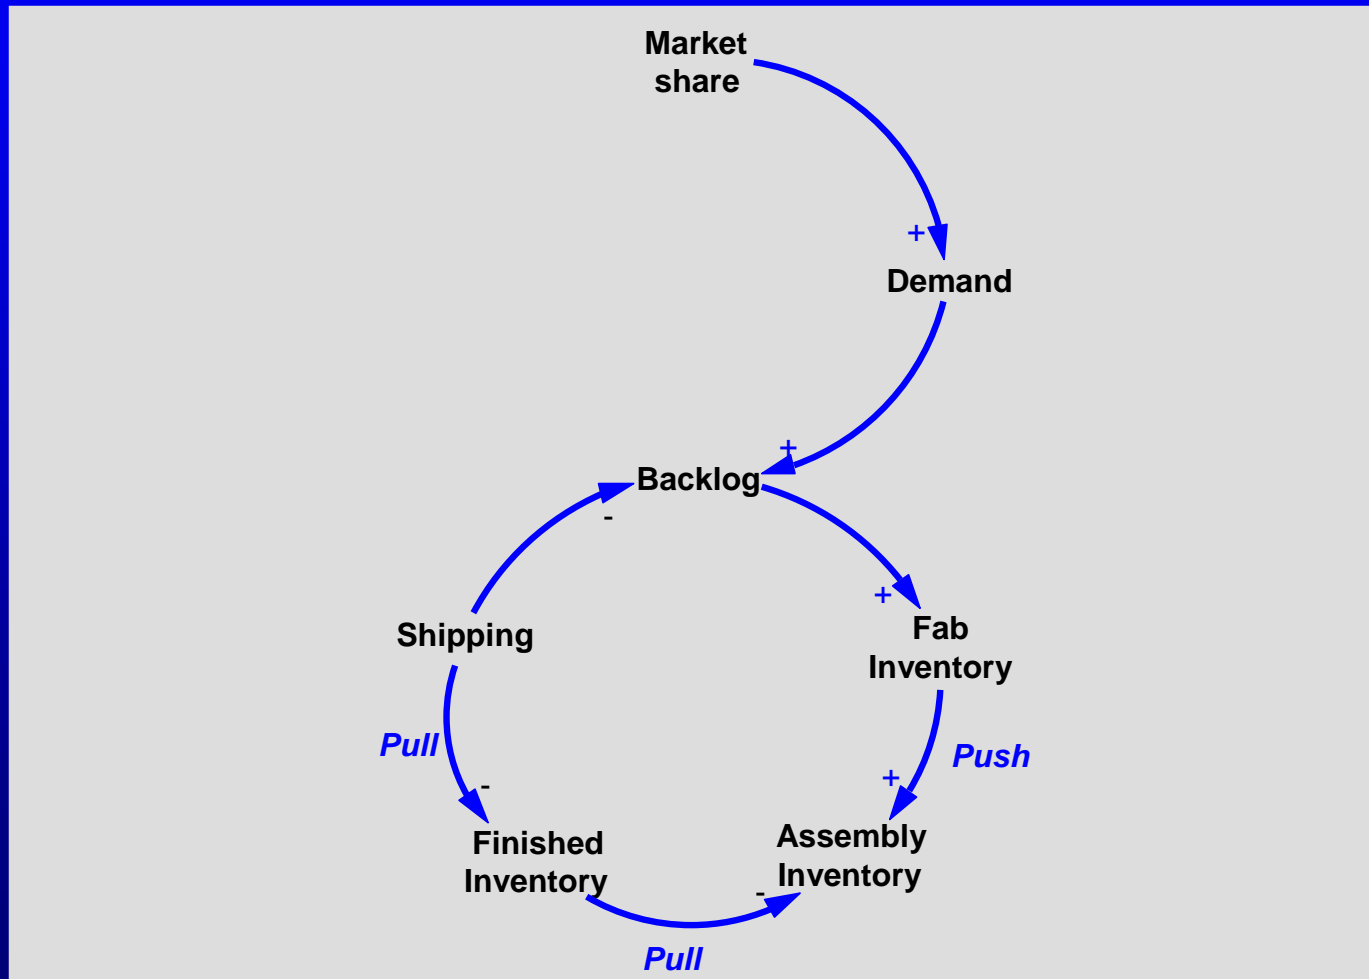 Market
share
+
Demand
+
Backlog
-
+
Shipping
Fab
Inventory
Pull
Push
-
+
Finished
Inventory
Assembly
Inventory
-
Pull